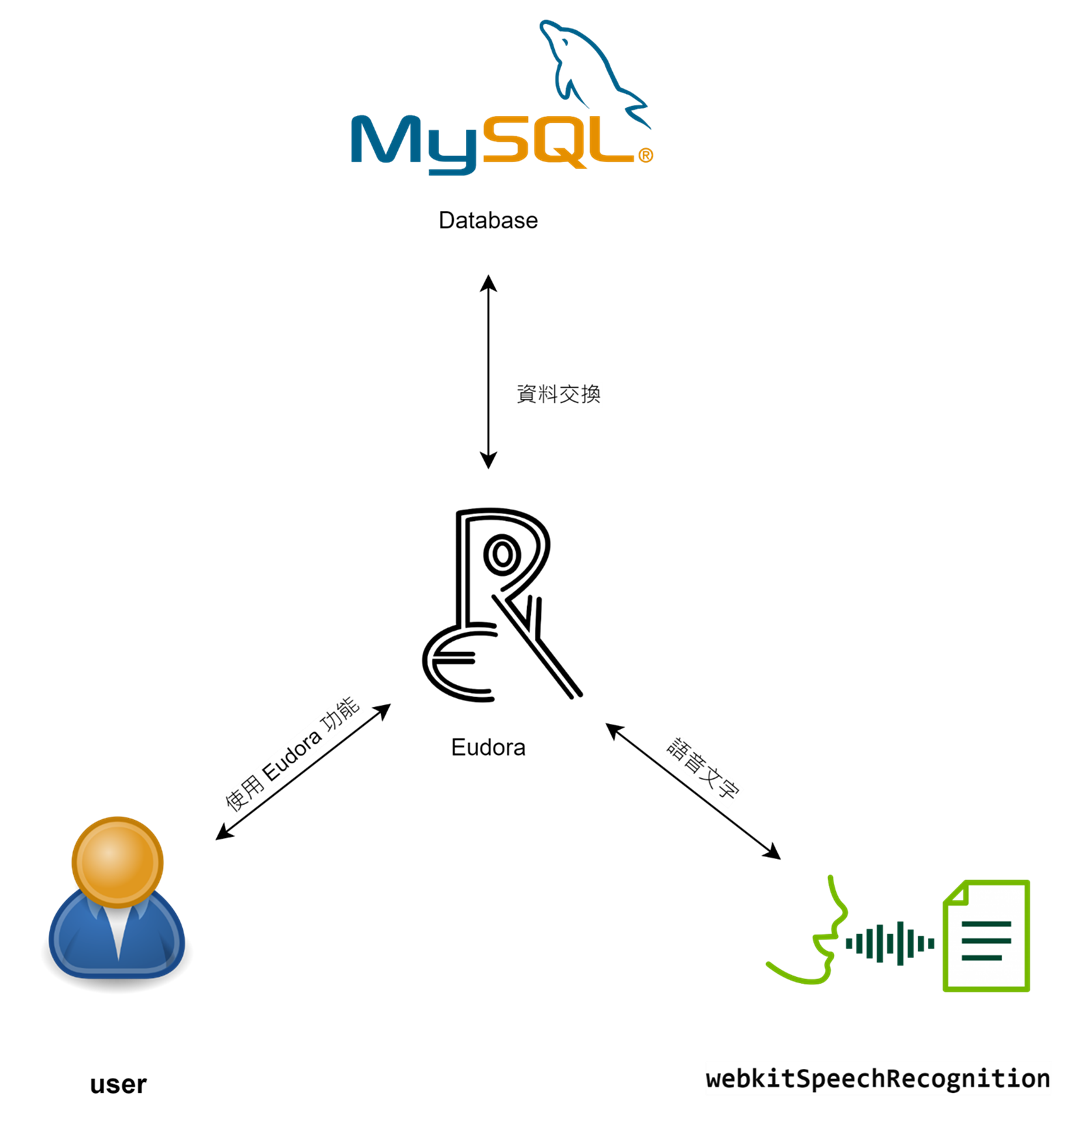 MySQL®
Database
資料交換
Eudora
使用 Eudora 功能
語音文字
user
webkitSpeechRecognition